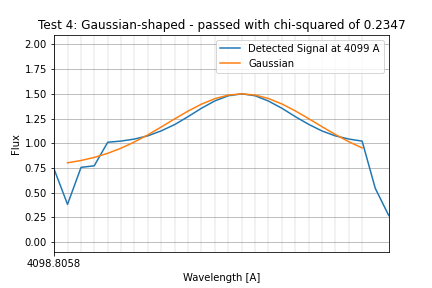 Test 4: Gaussian-shaped - passed with chi-squared of 0.2347
2.00
1.75
1.50
1.25
1.00
0.75
0.50
0.25
0.00
Flux
Detected Signal at 4099 A
Gaussian
4098.8058
Wavelength [A]